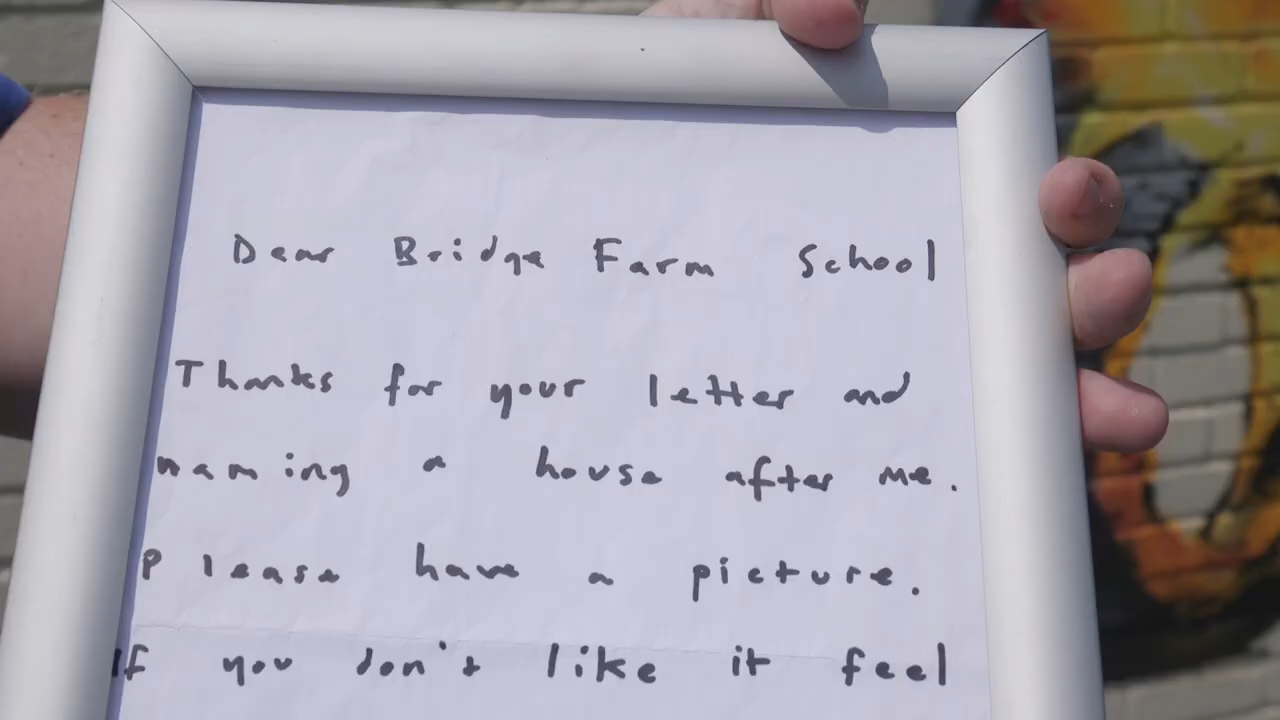 Dear Bridge Farm School
Thanks for your letter and
naming a house after me.
Please have a picture.
If you don't like it feel